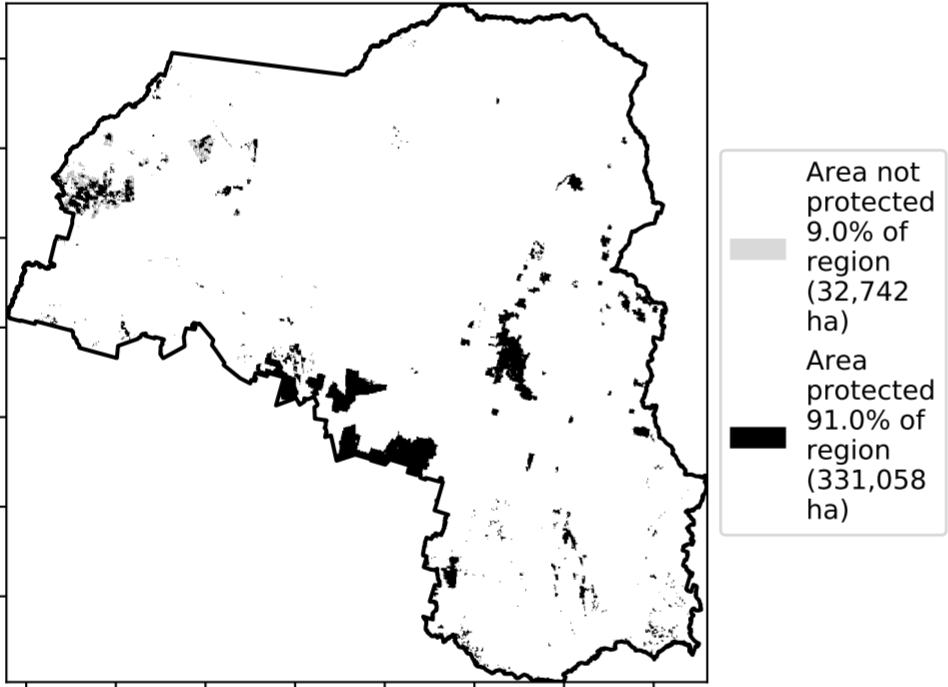 Area not
protected
9.0% of
region
(32,742
ha)
Area
protected
91.0% of
region
(331,058
ha)